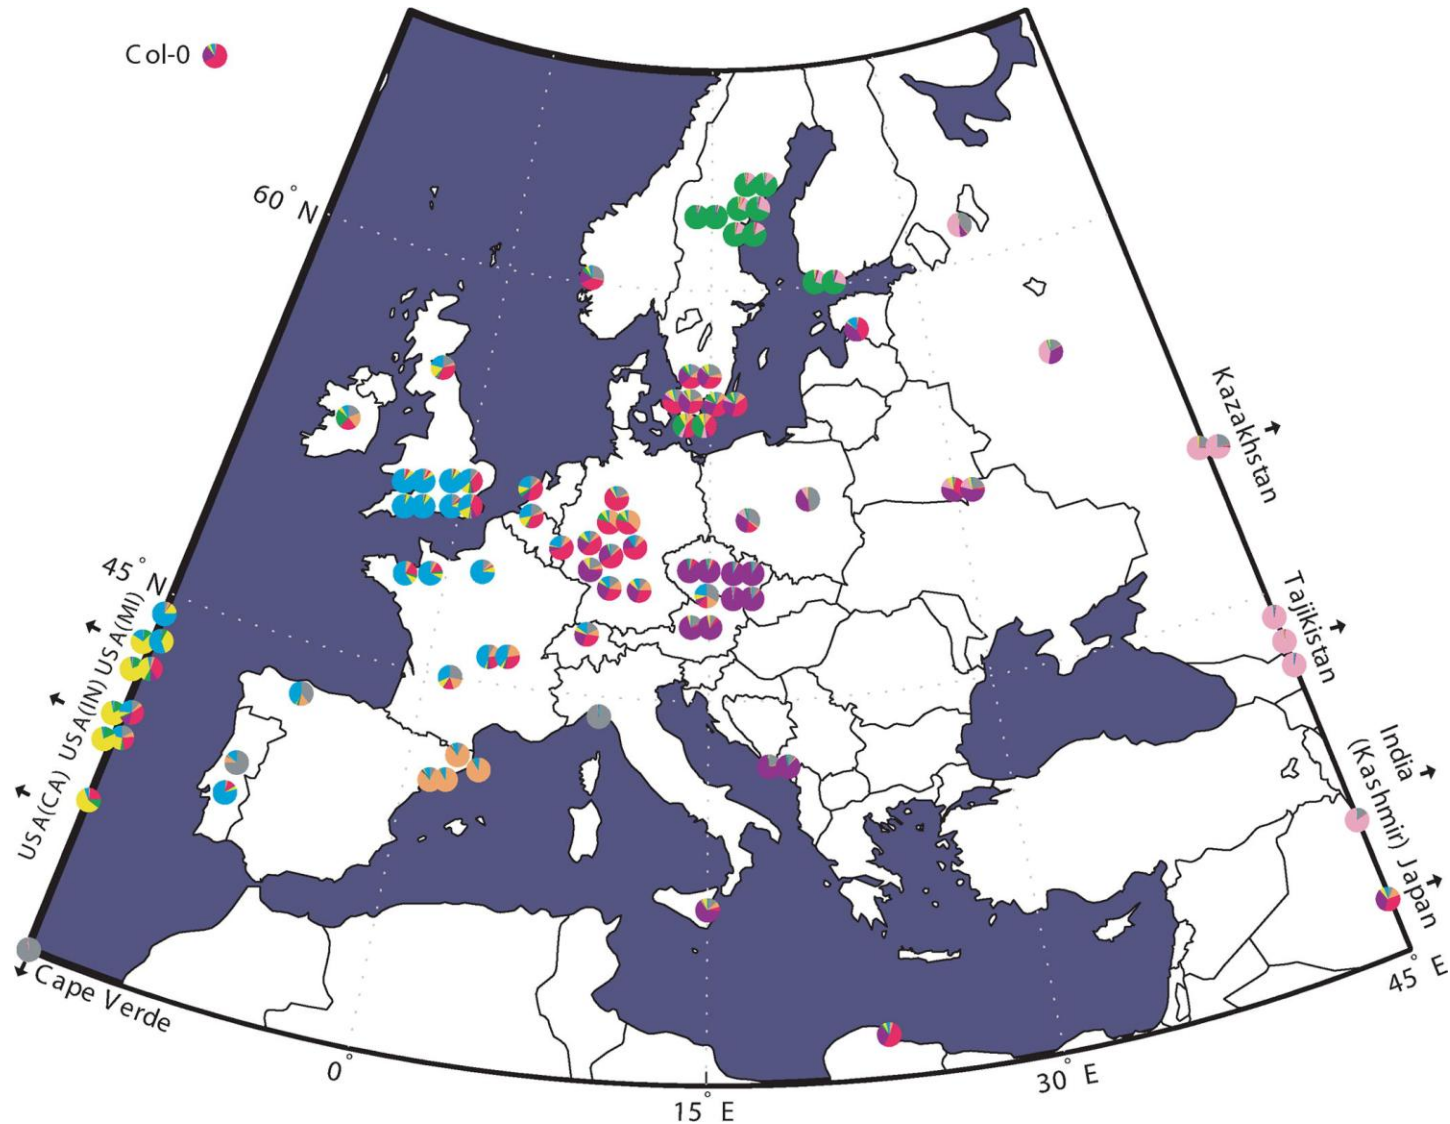 Col-0
60° N
45° N
USA(CA) USA(IN) USA(MI)
Cape Verde
0°
15° E
30° E
45° E
Kazakhstan
Tajikistan
India
(Kashmir) Japan